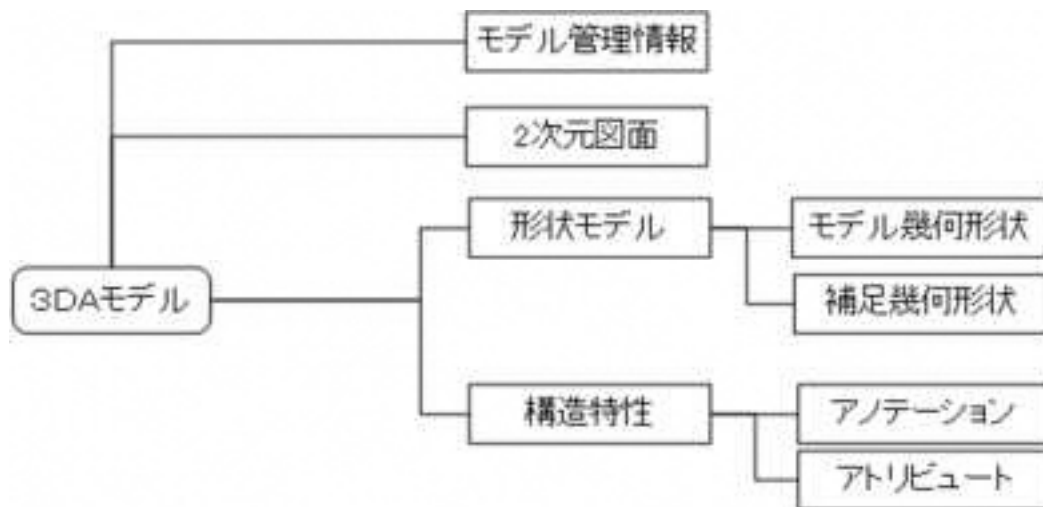 モデル管理情報
2次元図面
形状モデル
モデル幾何形状
3DAモデル
補足幾何形状
構造特性
アノテーション
アトリビュート